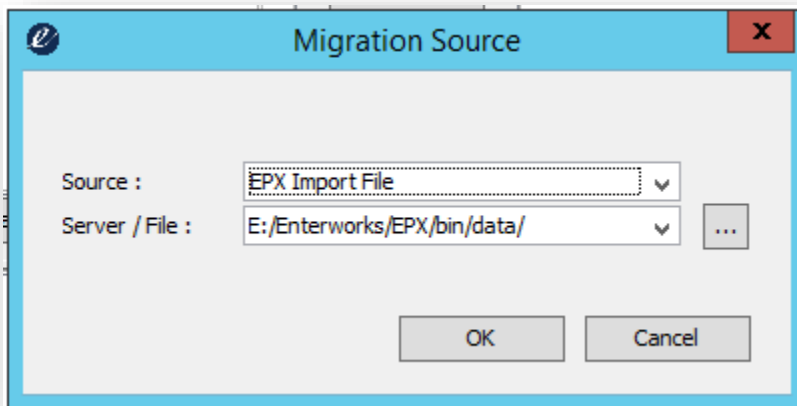 Migration Source
x
Source : EPX Import File
Server / File : E:/Enterworks/EPX/bin/data/ ...
OK Cancel